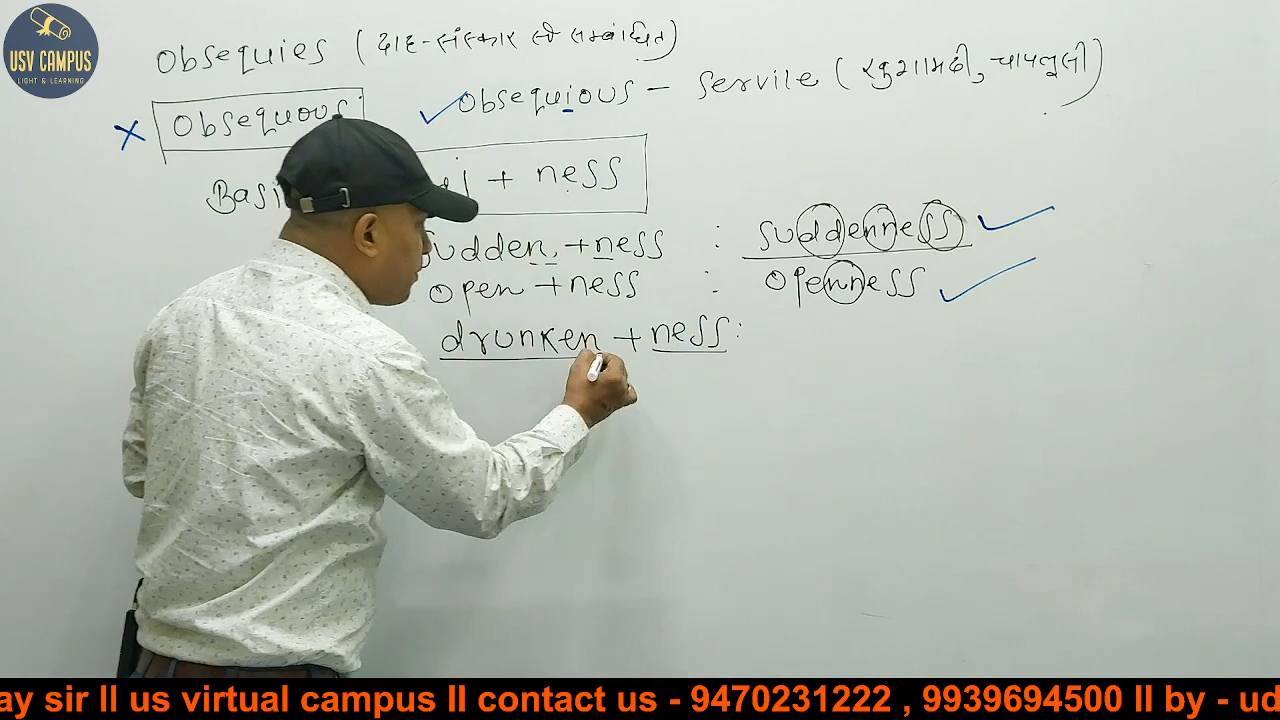 USV CAMPUS
LIGHT & LEARNING
Obsequies (दाह-संस्कार से सम्बंधित)
× Obsequous ✓ Obsequious - Servile (खुशामदी, चापलूसी)
Basi + ness
sudden + ness : suddenness ✓
open + ness : openness ✓
drunken + ness :
ay sir ll us virtual campus ll contact us - 9470231222 , 9939694500 ll by - ud